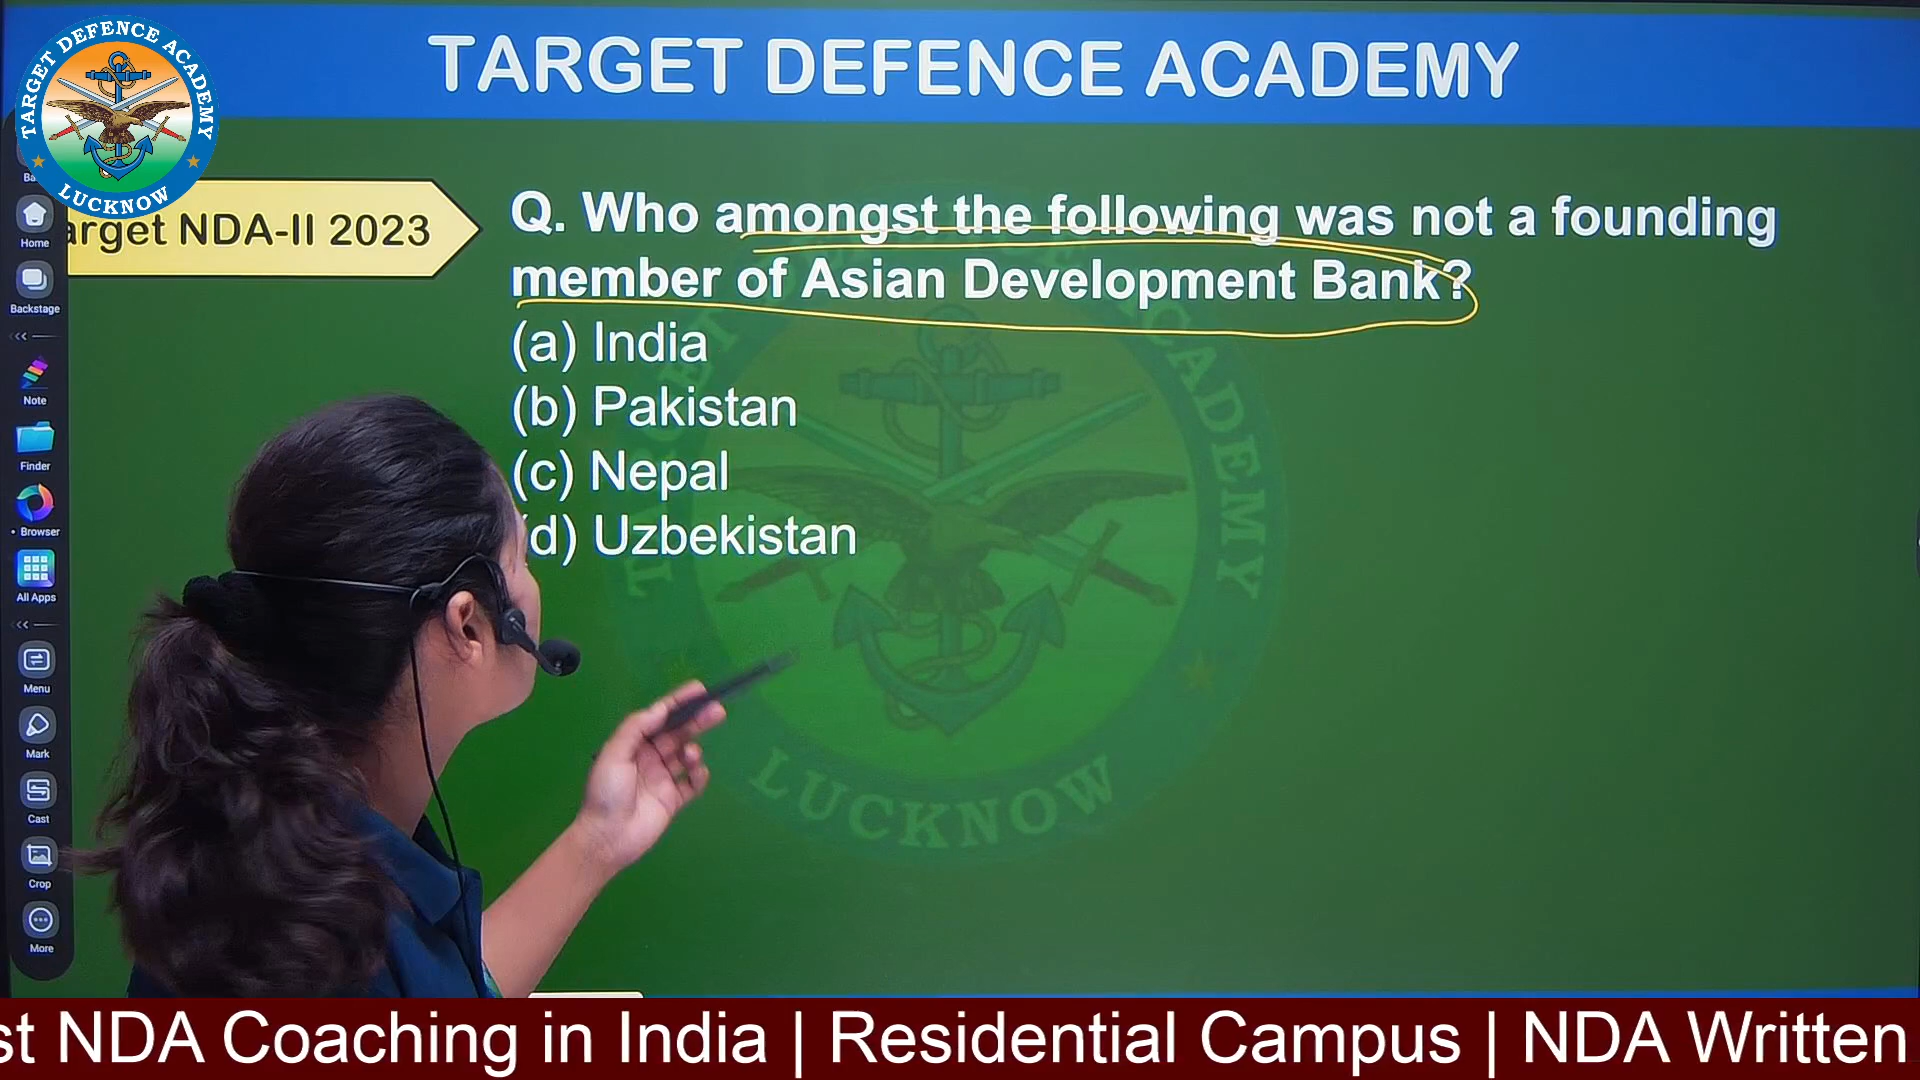 TARGET DEFENCE ACADEMY
TARGET DEFENCE ACADEMY
LUCKNOW
arget NDA-II 2023
Q. Who amongst the following was not a founding
member of Asian Development Bank?
(a) India
(b) Pakistan
(c) Nepal
(d) Uzbekistan
Home
Backstage
Note
Finder
Browser
All Apps
Menu
Mark
Cast
Crop
More
LUCKNOW
st NDA Coaching in India | Residential Campus | NDA Written